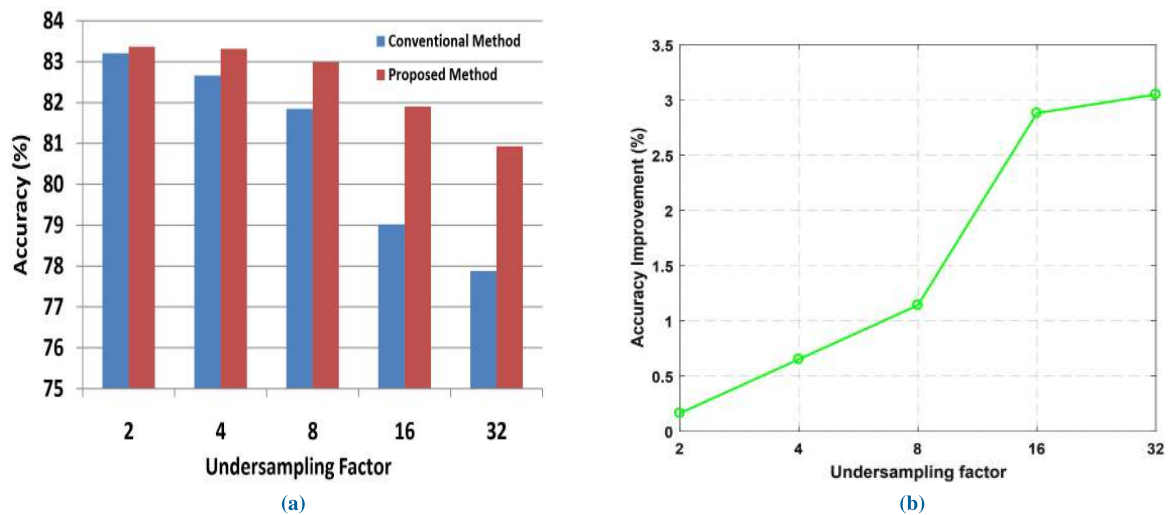 84
83
82
81
80
79
78
77
76
75
Accuracy (%)
Conventional Method
Proposed Method
2 4 8 16 32
Undersampling Factor
(a)
3.5
3
2.5
2
1.5
1
0.5
0
Accuracy Improvement (%)
2 4 8 16 32
Undersampling factor
(b)